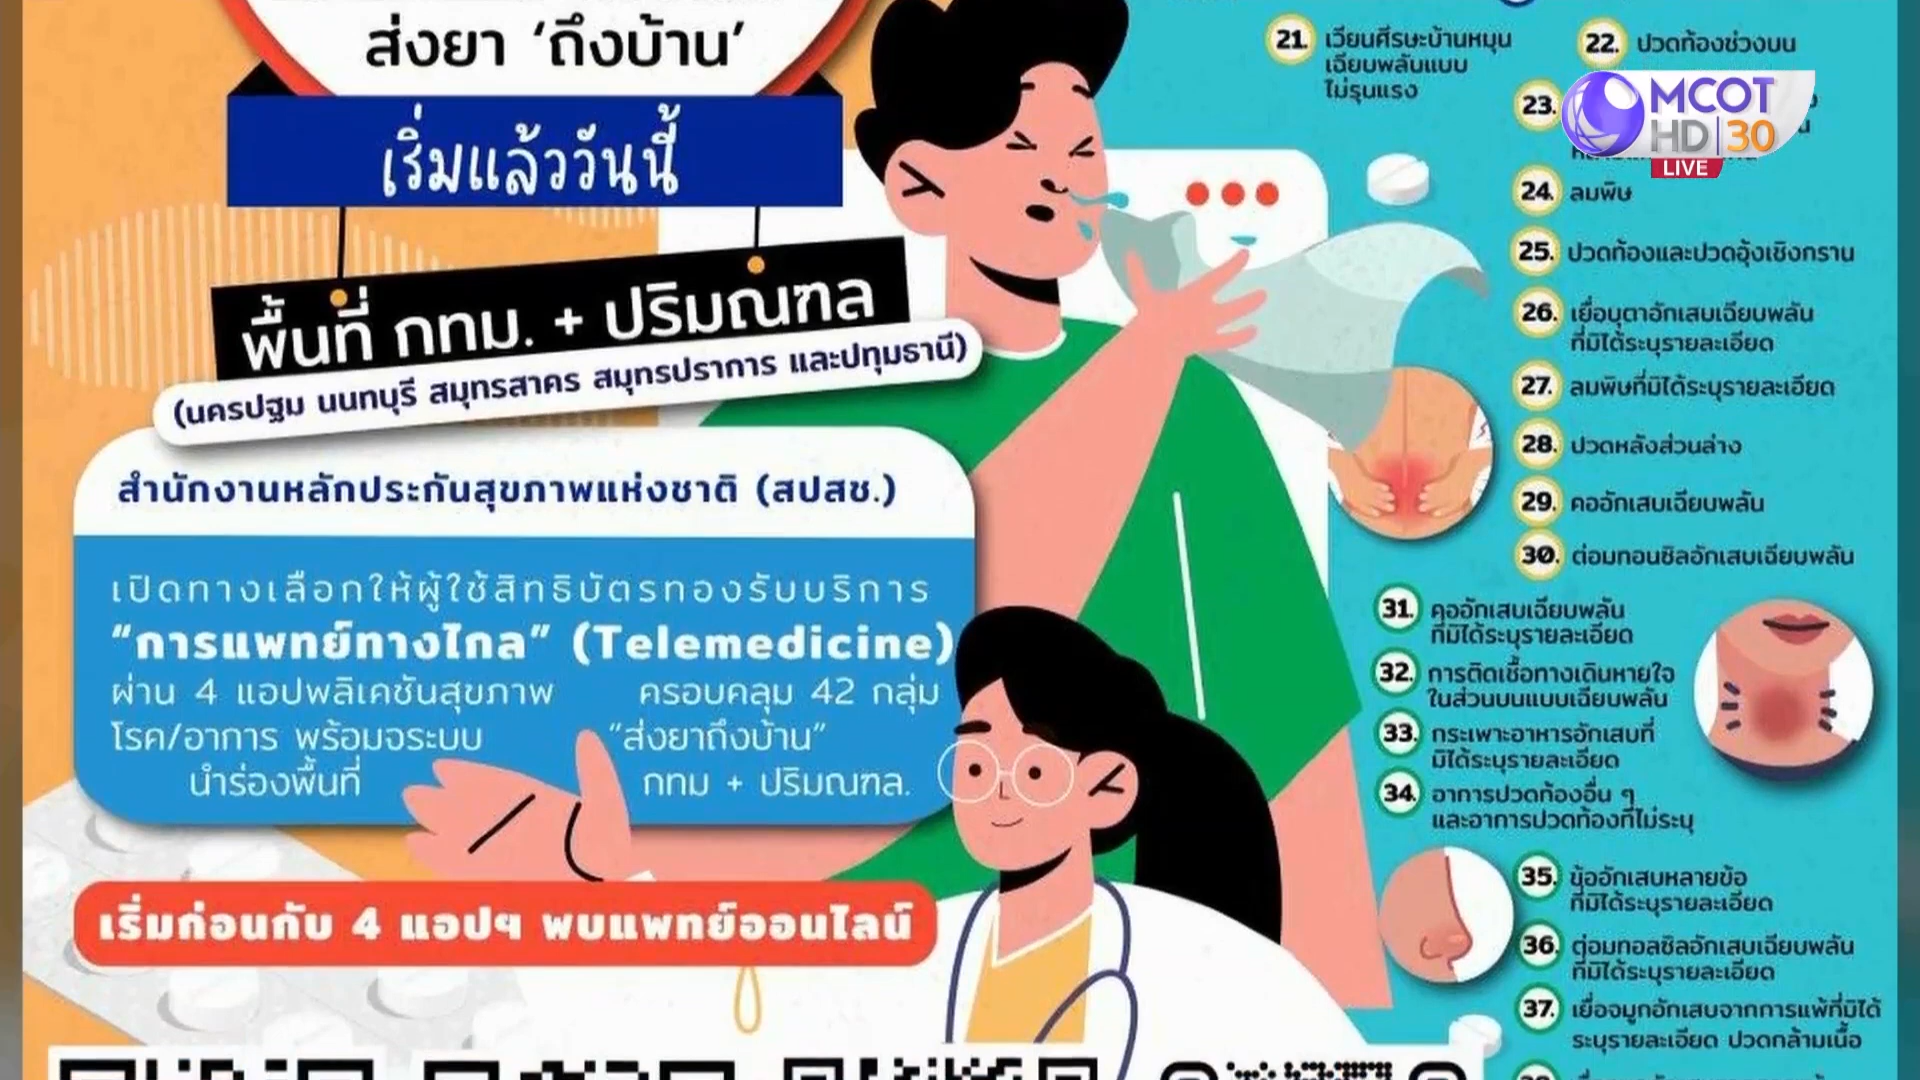 ส่งยา ‘ถึงบ้าน’
เริ่มแล้ววันนี้
พื้นที่ กทม. + ปริมณฑล
(นครปฐม นนทบุรี สมุทรสาคร สมุทรปราการ และปทุมธานี)
สำนักงานหลักประกันสุขภาพแห่งชาติ (สปสช.)
เปิดทางเลือกให้ผู้ใช้สิทธิบัตรทองรับบริการ
“การแพทย์ทางไกล” (Telemedicine)
ผ่าน 4 แอปพลิเคชันสุขภาพ ครอบคลุม 42 กลุ่ม
โรค/อาการ พร้อมจระบบ “ส่งยาถึงบ้าน”
นำร่องพื้นที่ กทม + ปริมณฑล.
เริ่มก่อนกับ 4 แอปฯ พบแพทย์ออนไลน์
21. เวียนศีรษะบ้านหมุน
เฉียบพลันแบบ
ไม่รุนแรง
22. ปวดท้องช่วงบน
23.
MCOT
HD 30
LIVE
24. ลมพิษ
25. ปวดท้องและปวดอุ้งเชิงกราน
26. เยื่อบุตาอักเสบเฉียบพลัน
ที่มิได้ระบุรายละเอียด
27. ลมพิษที่มิได้ระบุรายละเอียด
28. ปวดหลังส่วนล่าง
29. คออักเสบเฉียบพลัน
30. ต่อมทอนซิลอักเสบเฉียบพลัน
31. คออักเสบเฉียบพลัน
ที่มิได้ระบุรายละเอียด
32. การติดเชื้อทางเดินหายใจ
ในส่วนบนแบบเฉียบพลัน
33. กระเพาะอาหารอักเสบที่
มิได้ระบุรายละเอียด
34. อาการปวดท้องอื่น ๆ
และอาการปวดท้องที่ไม่ระบุ
35. ข้ออักเสบหลายข้อ
ที่มิได้ระบุรายละเอียด
36. ต่อมทอลซิลอักเสบเฉียบพลัน
ที่มิได้ระบุรายละเอียด
37. เยื่อจมูกอักเสบจากการแพ้ที่มิได้
ระบุรายละเอียด ปวดกล้ามเนื้อ